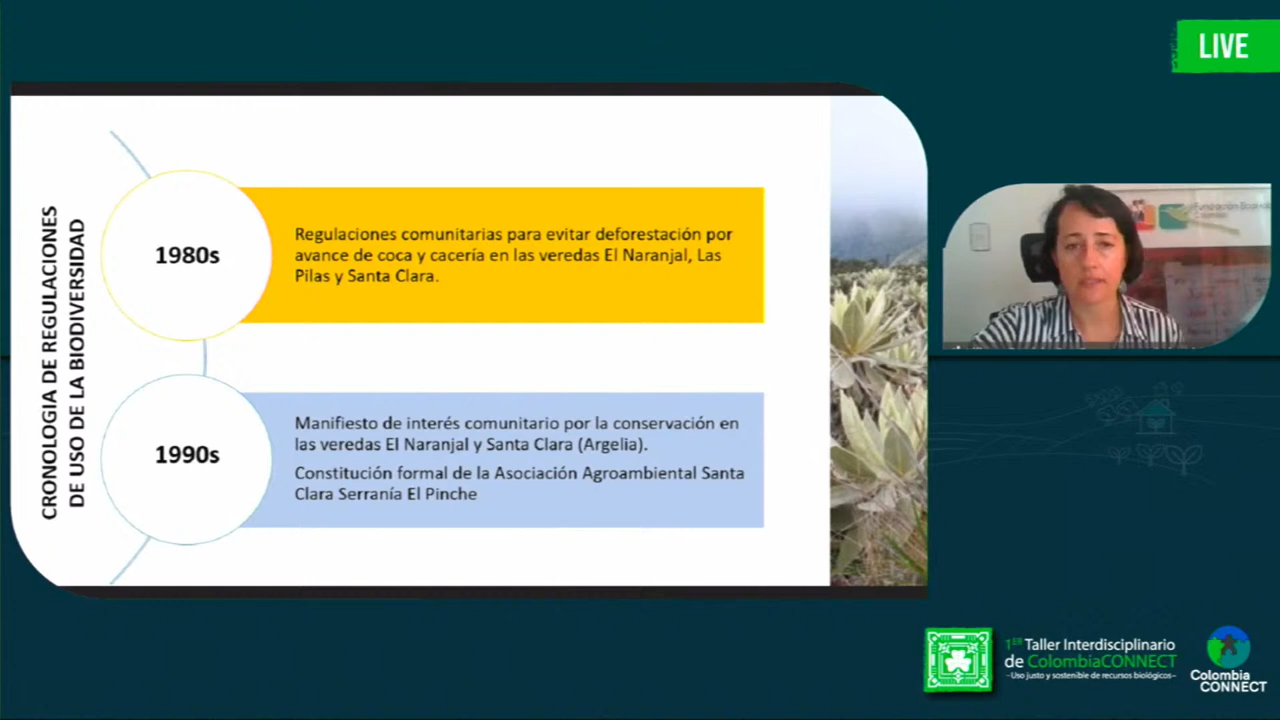 LIVE
CRONOLOGIA DE REGULACIONES
DE USO DE LA BIODIVERSIDAD
1980s
Regulaciones comunitarias para evitar deforestación por
avance de coca y cacería en las veredas El Naranjal, Las
Pilas y Santa Clara.
1990s
Manifiesto de interés comunitario por la conservación en
las veredas El Naranjal y Santa Clara (Argelia).
Constitución formal de la Asociación Agroambiental Santa
Clara Serranía El Pinche
Fundación
1ER Taller Interdisciplinario
de ColombiaCONNECT
-Uso justo y sostenible de recursos biológicos-
Colombia
CONNECT